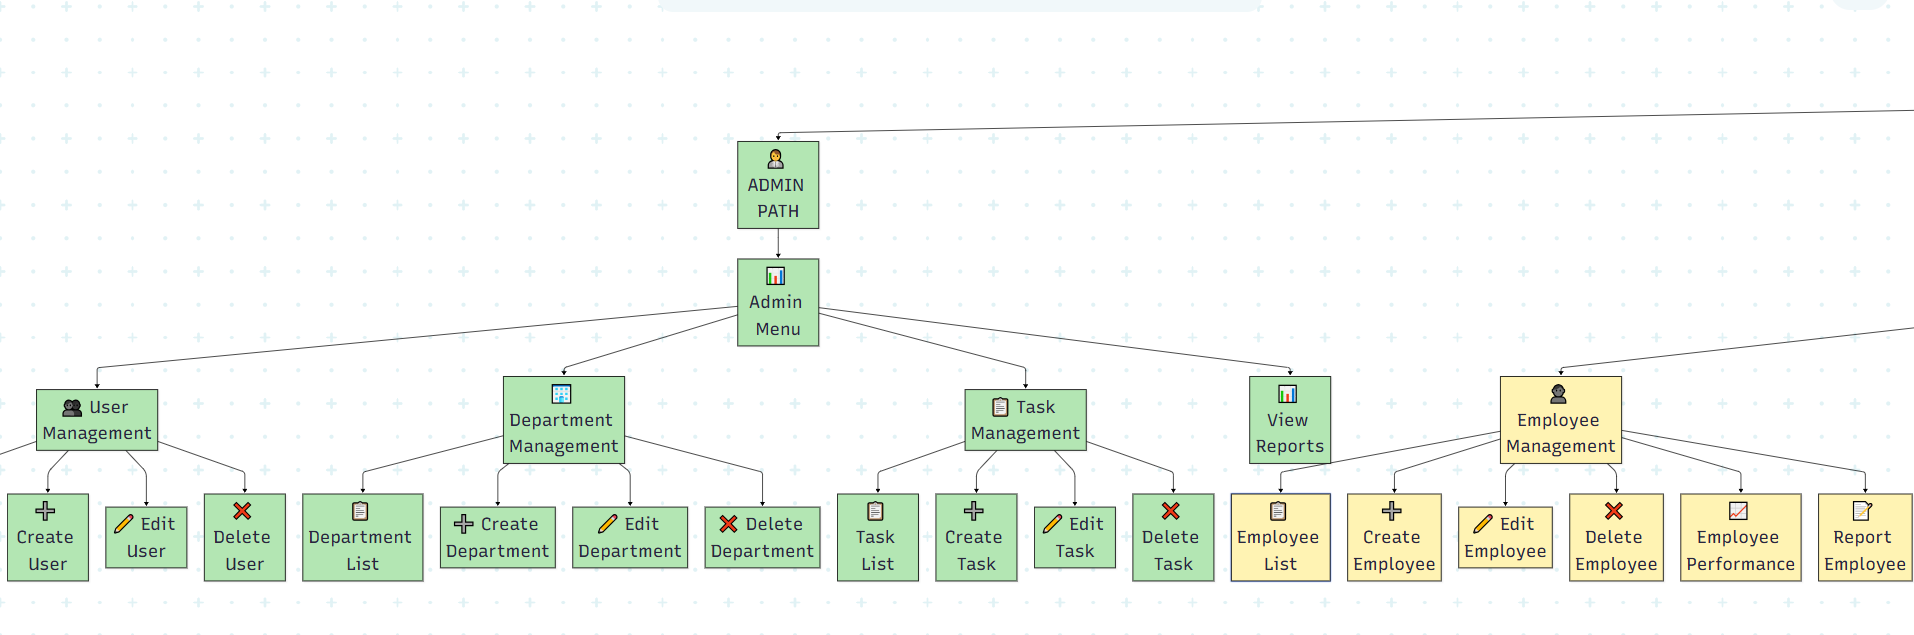 ADMIN
PATH
Admin
Menu
User
Management
Department
Management
Task
Management
View
Reports
Employee
Management
Create
User
Edit
User
Delete
User
Department
List
Create
Department
Edit
Department
Delete
Department
Task
List
Create
Task
Edit
Task
Delete
Task
Employee
List
Create
Employee
Edit
Employee
Delete
Employee
Employee
Performance
Report
Employee